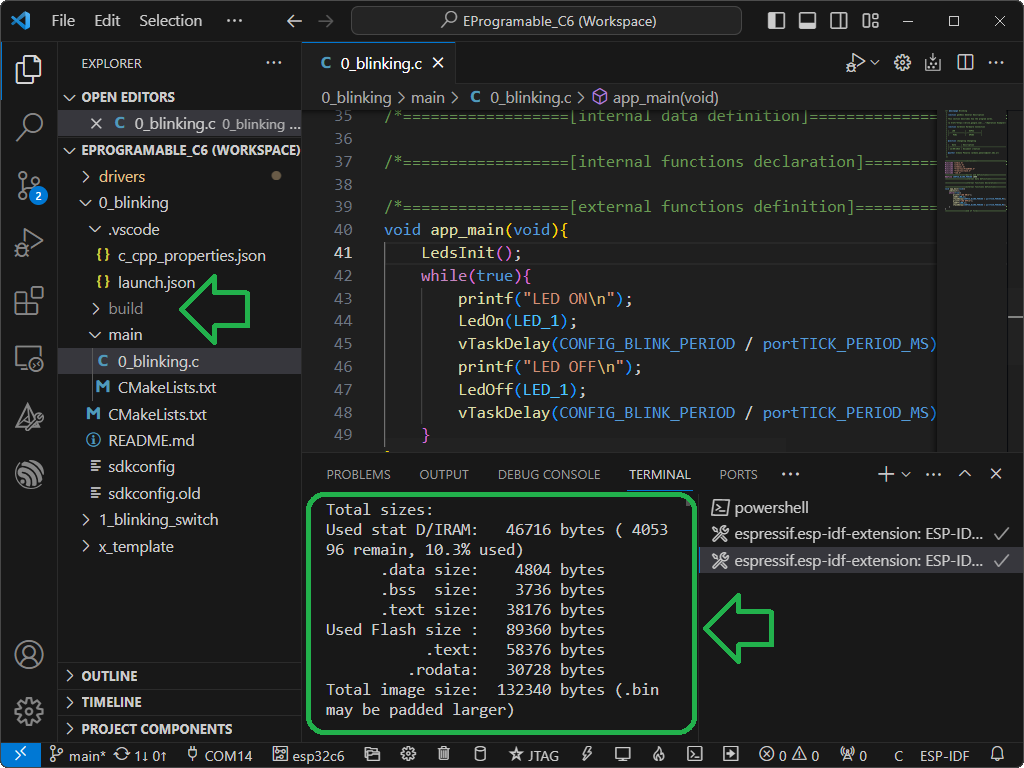 File Edit Selection ···
EProgramable_C6 (Workspace)
EXPLORER
OPEN EDITORS
0_blinking.c 0_blinking ...
EPROGRAMABLE_C6 (WORKSPACE)
drivers
0_blinking
.vscode
{} c_cpp_properties.json
{} launch.json
build
main
C 0_blinking.c
M CMakeLists.txt
M CMakeLists.txt
README.md
sdkconfig
sdkconfig.old
1_blinking_switch
x_template
OUTLINE
TIMELINE
PROJECT COMPONENTS
2
C 0_blinking.c
0_blinking > main > C 0_blinking.c > app_main(void)
35 /*==================[internal data definition]==============
36
37 /*==================[internal functions declaration]========
38
39 /*==================[external functions definition]=========
40 void app_main(void){
41 LedsInit();
42 while(true){
43 printf("LED ON\n");
44 LedOn(LED_1);
45 vTaskDelay(CONFIG_BLINK_PERIOD / portTICK_PERIOD_MS)
46 printf("LED OFF\n");
47 LedOff(LED_1);
48 vTaskDelay(CONFIG_BLINK_PERIOD / portTICK_PERIOD_MS)
49 }
PROBLEMS OUTPUT DEBUG CONSOLE TERMINAL PORTS ···
Total sizes:
Used stat D/IRAM: 46716 bytes ( 4053
96 remain, 10.3% used)
.data size: 4804 bytes
.bss size: 3736 bytes
.text size: 38176 bytes
Used Flash size : 89360 bytes
.text: 58376 bytes
.rodata: 30728 bytes
Total image size: 132340 bytes (.bin
may be padded larger)
powershell
espressif.esp-idf-extension: ESP-ID...
espressif.esp-idf-extension: ESP-ID...
main* 1↓ 0↑ COM14 esp32c6 JTAG 0 0 0 C ESP-IDF